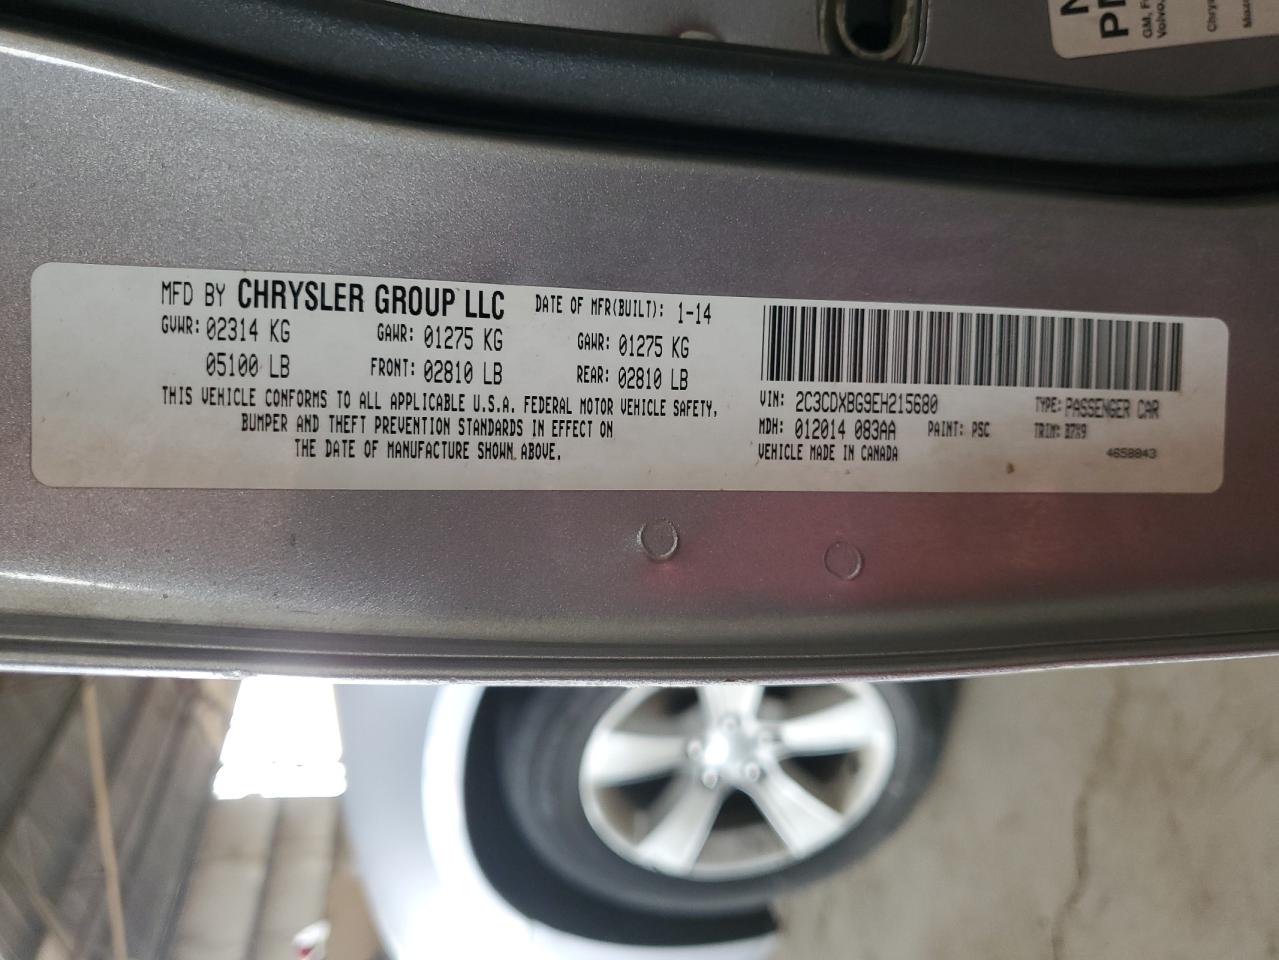 MFD BY CHRYSLER GROUP LLC DATE OF MFR(BUILT): 1-14
GVWR: 02314 KG GAWR: 01275 KG GAWR: 01275 KG
05100 LB FRONT: 02810 LB REAR: 02810 LB
THIS VEHICLE CONFORMS TO ALL APPLICABLE U.S.A. FEDERAL MOTOR VEHICLE SAFETY,
BUMPER AND THEFT PREVENTION STANDARDS IN EFFECT ON
THE DATE OF MANUFACTURE SHOWN ABOVE.
VIN: 2C3CDXBG9EH215680 TYPE: PASSENGER CAR
MDH: 012014 083AA PAINT: PSC TRIM: B7X9
VEHICLE MADE IN CANADA 4658843
GM,
Volvo,